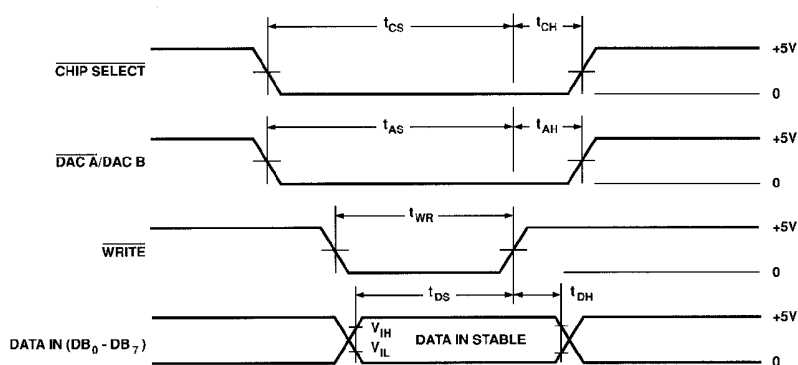 tCS
tCH
+5V
CHIP SELECT
0
tAS
tAH
+5V
DAC A/DAC B
0
tWR
+5V
WRITE
0
tDS
tDH
+5V
VIH
DATA IN STABLE
VIL
DATA IN (DB0 - DB7)
0